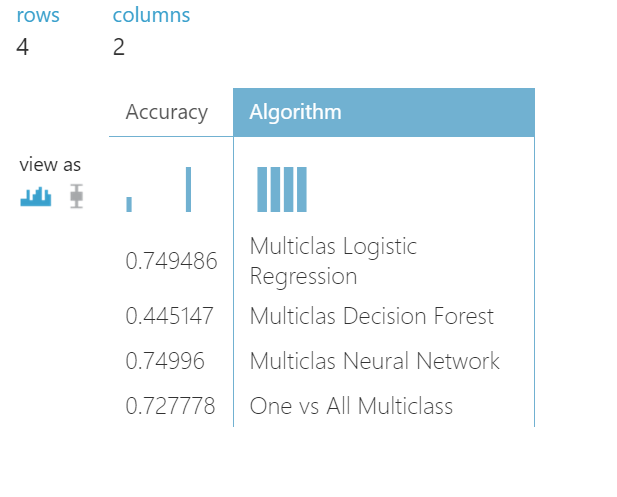 rows columns
4 2
Accuracy Algorithm
view as
0.749486 Multiclas Logistic
Regression
0.445147 Multiclas Decision Forest
0.74996 Multiclas Neural Network
0.727778 One vs All Multiclass